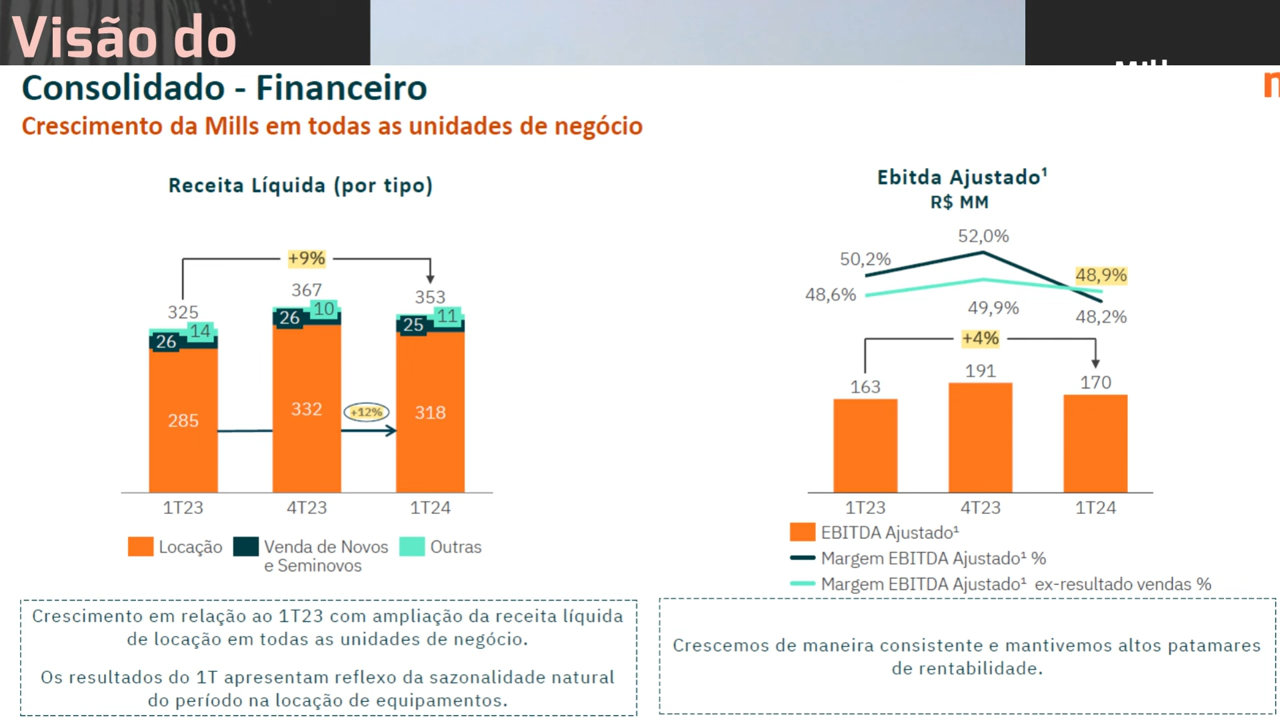 Visão do
Consolidado - Financeiro
Crescimento da Mills em todas as unidades de negócio
Receita Líquida (por tipo)
+9%
325
367
353
26
14
26
10
25
11
285
332
+12%
318
1T23
4T23
1T24
Locação
Venda de Novos
e Seminovos
Outras
Crescimento em relação ao 1T23 com ampliação da receita líquida
de locação em todas as unidades de negócio.
Os resultados do 1T apresentam reflexo da sazonalidade natural
do período na locação de equipamentos.
Ebitda Ajustado¹
R$ MM
50,2%
52,0%
48,9%
48,6%
49,9%
48,2%
+4%
163
191
170
1T23
4T23
1T24
EBITDA Ajustado¹
Margem EBITDA Ajustado¹ %
Margem EBITDA Ajustado¹ ex-resultado vendas %
Crescemos de maneira consistente e mantivemos altos patamares
de rentabilidade.